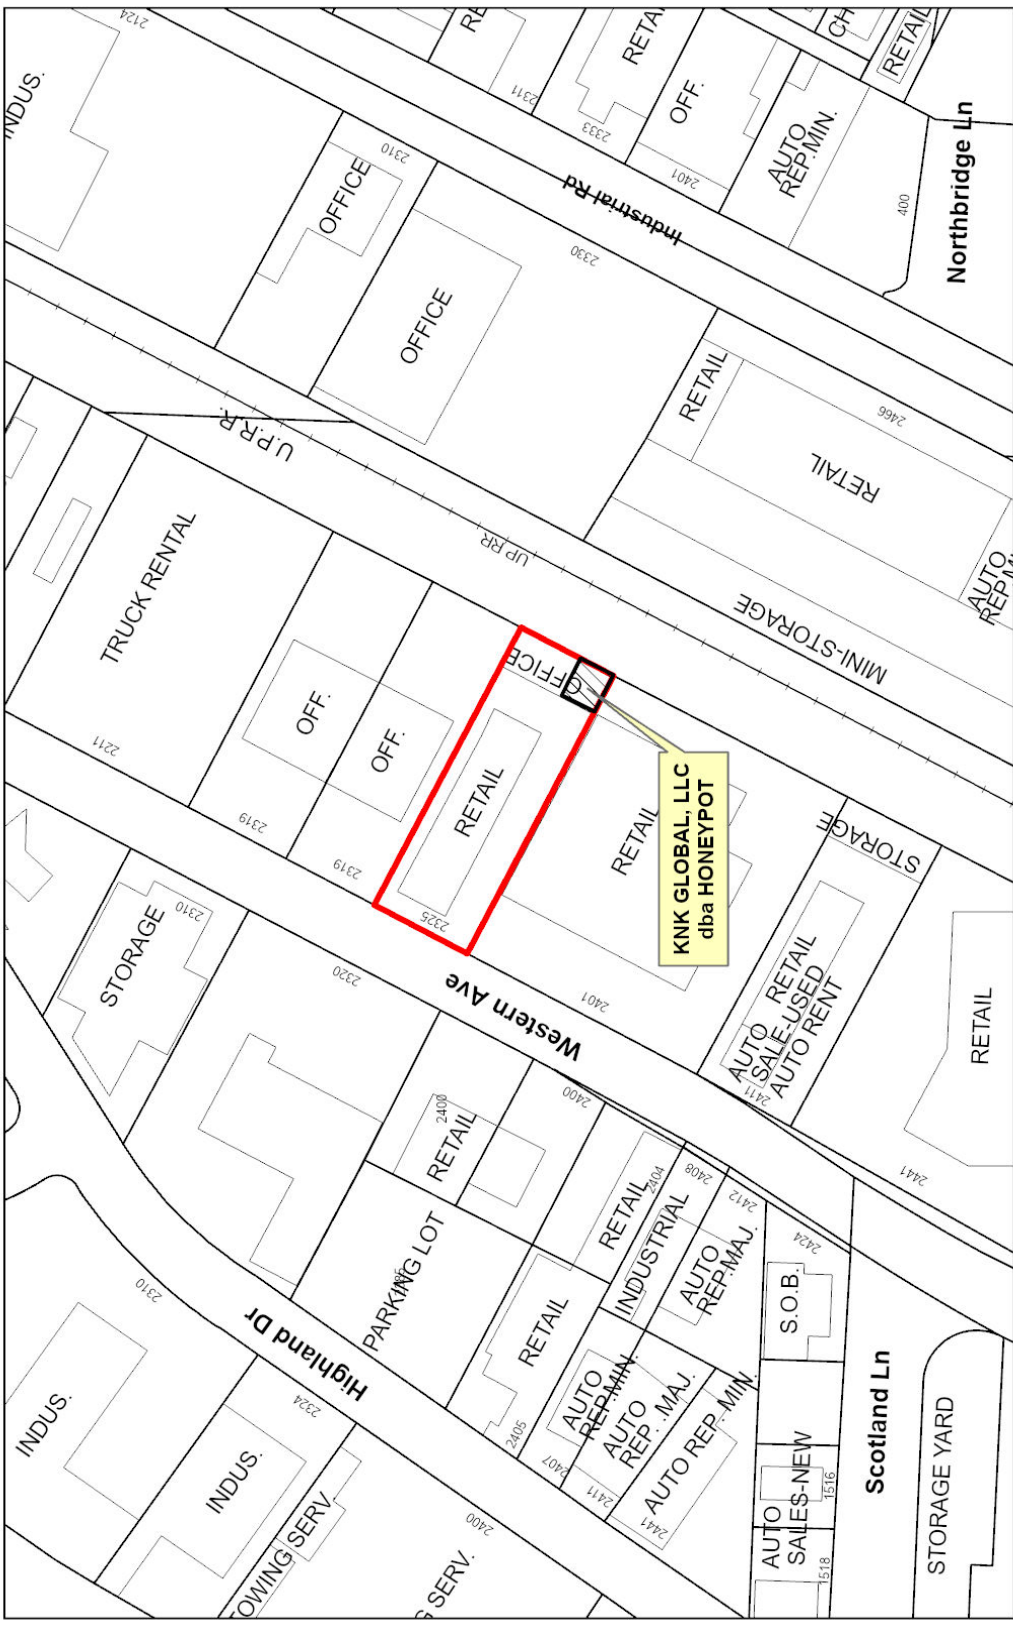 2124
INDUS.
RETAIL
2311
2333
OFF.
2401
AUTO
REP.MIN.
CH
RETAIL
400
Northbridge Ln
2310
OFFICE
Industrial Rd
2330
OFFICE
RETAIL
2466
RETAIL
AUTO
U.P.R.R.
UP RR
MINI-STORAGE
TRUCK RENTAL
2211
OFF.
2319
OFF.
2319
OFFICE
RETAIL
2325
KNK GLOBAL, LLC
dba HONEYPOT
RETAIL
2401
STORAGE
RETAIL
AUTO
SALE-USED
AUTO RENT
2411
RETAIL
2441
STORAGE
2310
2320
Western Ave
2400
RETAIL
2400
RETAIL
2404
2408
INDUSTRIAL
2412
AUTO
REP.MAJ.
2424
S.O.B.
PARKING LOT
2310
Highland Dr
RETAIL
2405
AUTO
REP.MIN.
2407
AUTO
REP. MAJ.
2411
AUTO REP. MIN.
2441
INDUS.
2324
INDUS.
TOWING SERV.
2400
G SERV.
AUTO
SALES-NEW
1516
1518
Scotland Ln
STORAGE YARD